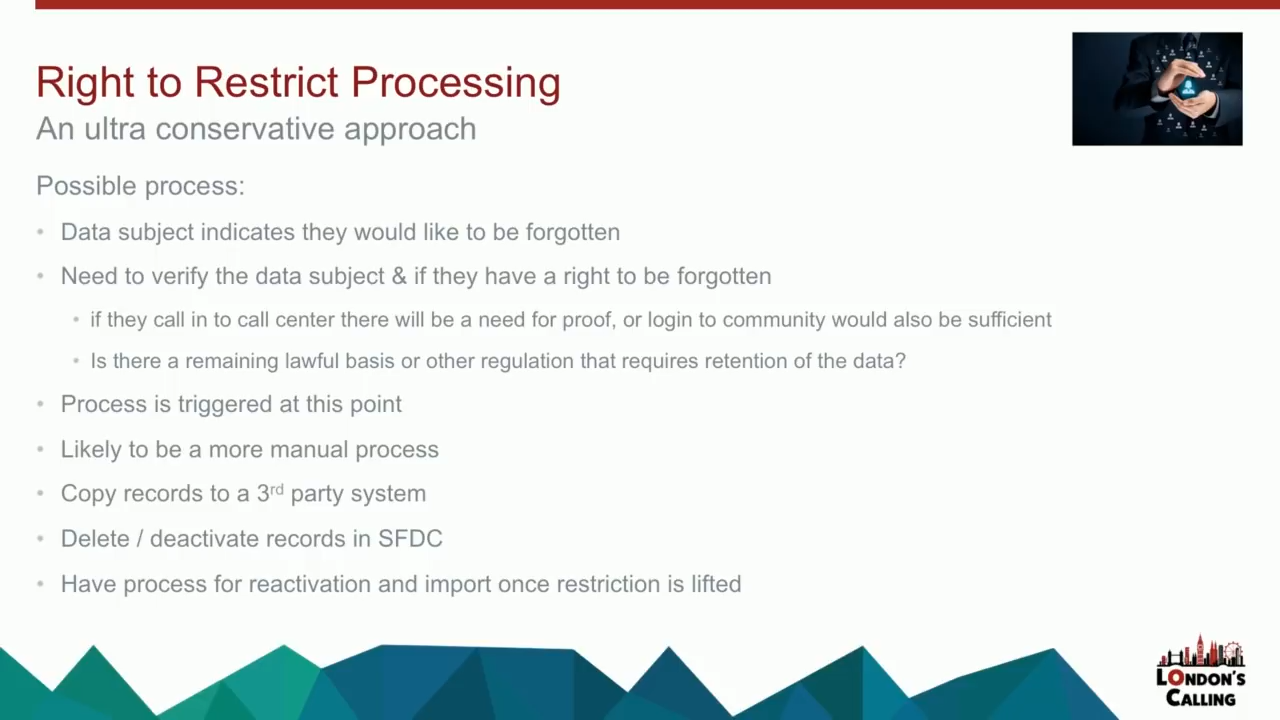 Right to Restrict Processing
An ultra conservative approach
Possible process:
• Data subject indicates they would like to be forgotten
• Need to verify the data subject & if they have a right to be forgotten
• if they call in to call center there will be a need for proof, or login to community would also be sufficient
• Is there a remaining lawful basis or other regulation that requires retention of the data?
• Process is triggered at this point
• Likely to be a more manual process
• Copy records to a 3rd party system
• Delete / deactivate records in SFDC
• Have process for reactivation and import once restriction is lifted
LONDON'S
CALLING